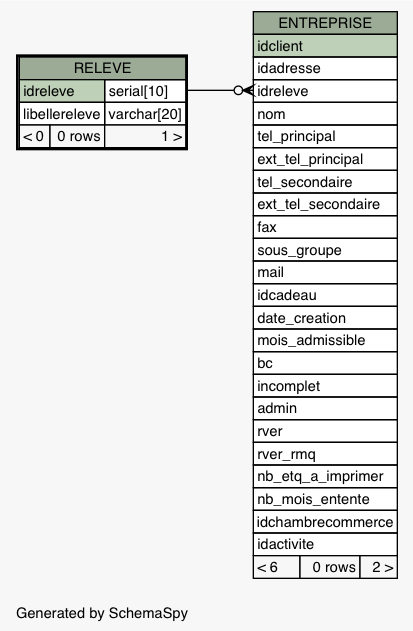 RELEVE
idreleve serial[10]
libellereleve varchar[20]
< 0 0 rows 1 >
ENTREPRISE
idclient
idadresse
idreleve
nom
tel_principal
ext_tel_principal
tel_secondaire
ext_tel_secondaire
fax
sous_groupe
mail
idcadeau
date_creation
mois_admissible
bc
incomplet
admin
rver
rver_rmq
nb_etq_a_imprimer
nb_mois_entente
idchambrecommerce
idactivite
< 6 0 rows 2 >
Generated by SchemaSpy